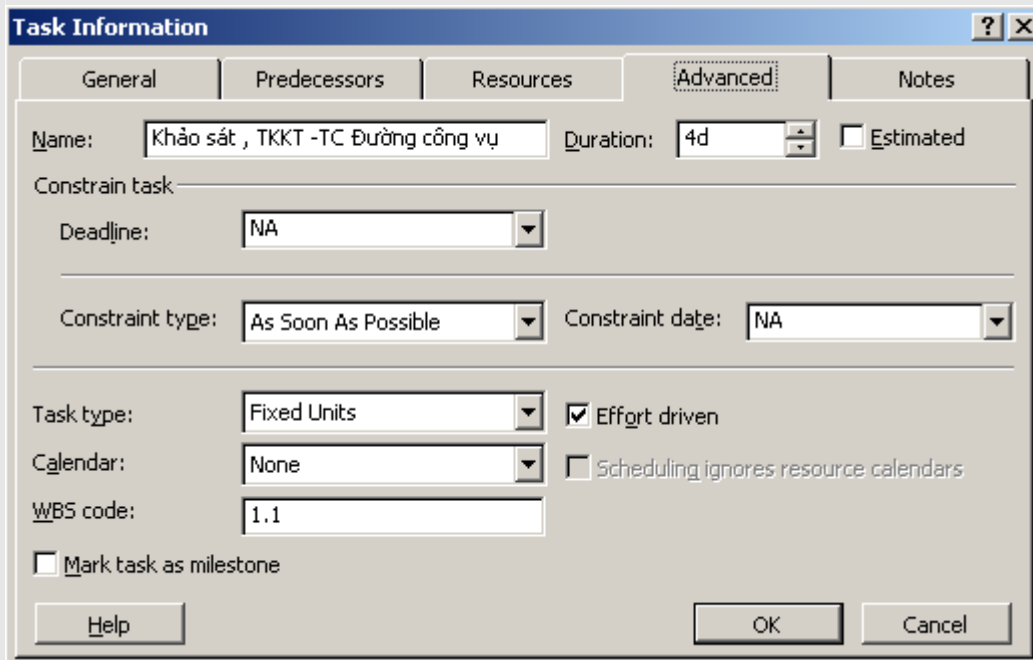 Task Information
General Predecessors Resources Advanced Notes
Name: Khảo sát , TKKT -TC Đường công vụ Duration: 4d Estimated
Constrain task
Deadline: NA
Constraint type: As Soon As Possible Constraint date: NA
Task type: Fixed Units Effort driven
Calendar: None Scheduling ignores resource calendars
WBS code: 1.1
Mark task as milestone
Help OK Cancel